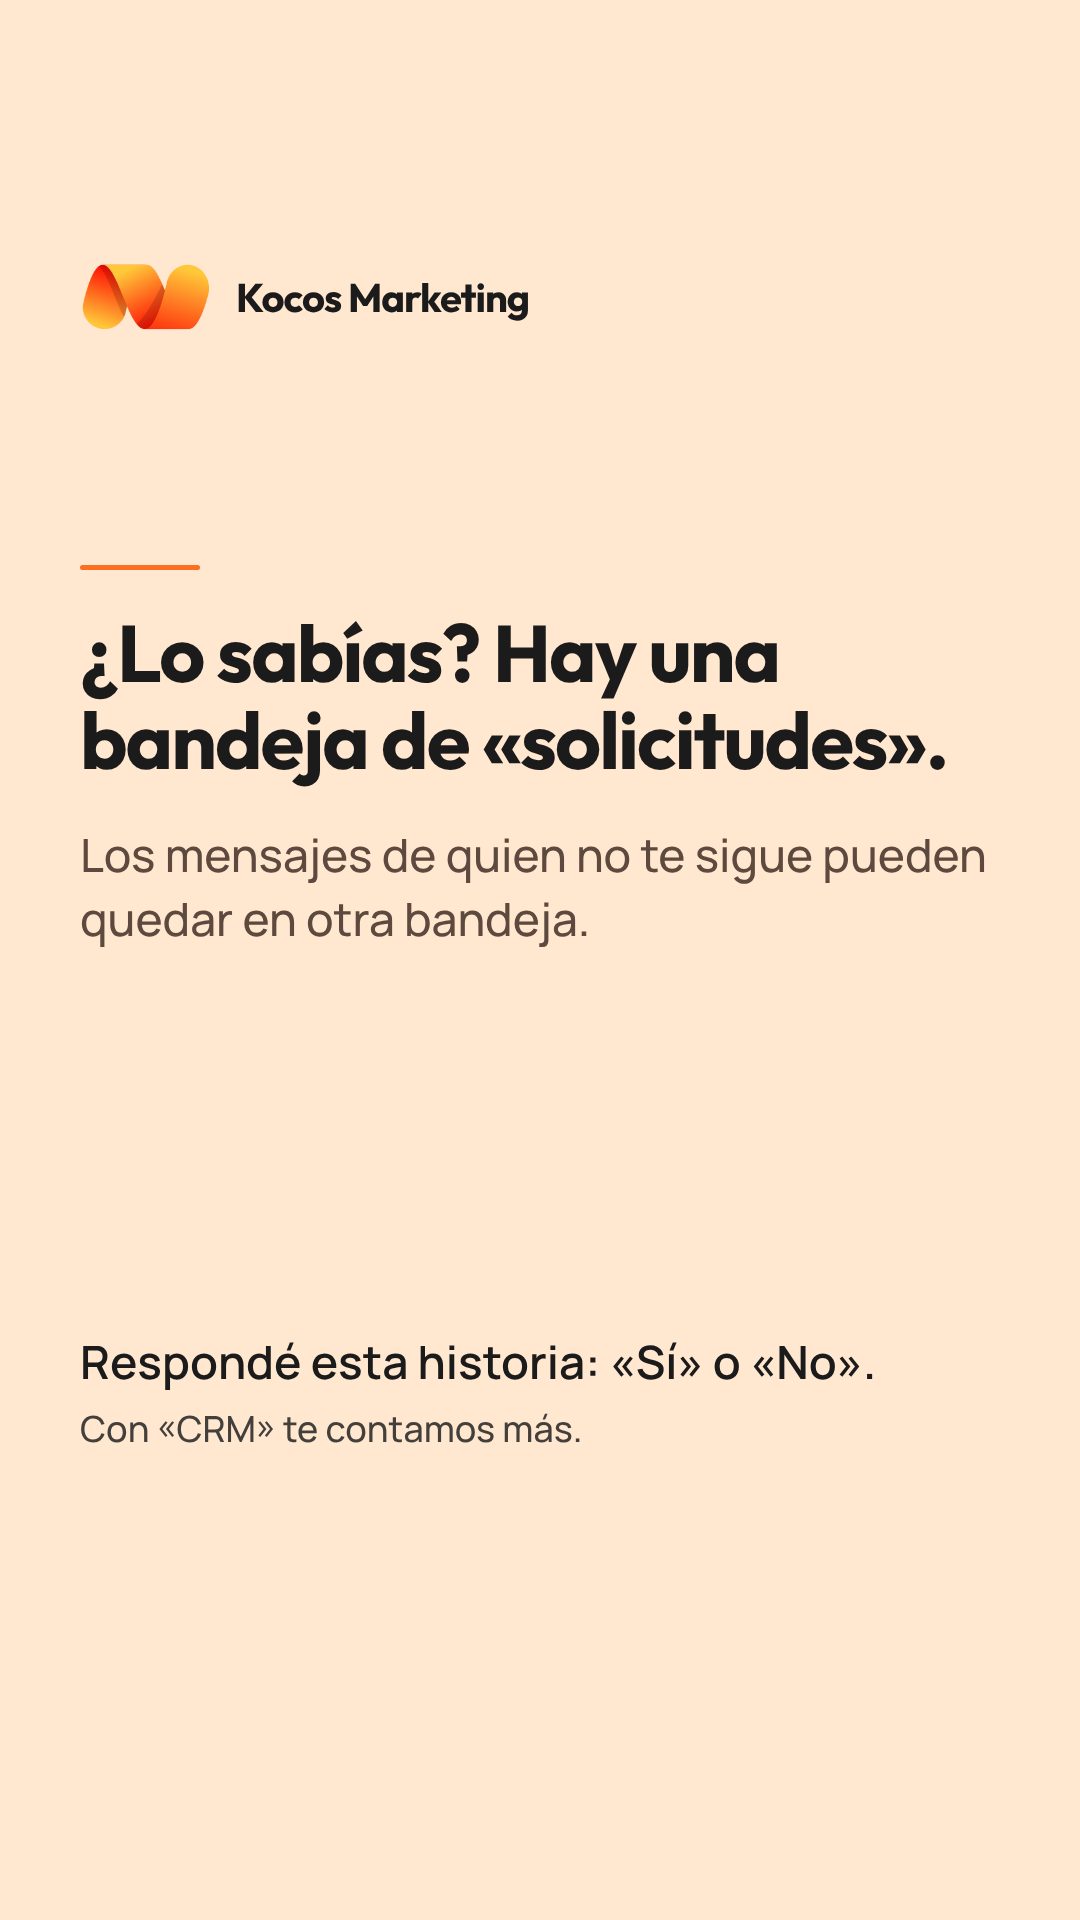 Kocos Marketing
¿Lo sabías? Hay una
bandeja de «solicitudes».
Los mensajes de quien no te sigue pueden
quedar en otra bandeja.
Respondé esta historia: «Sí» o «No».
Con «CRM» te contamos más.